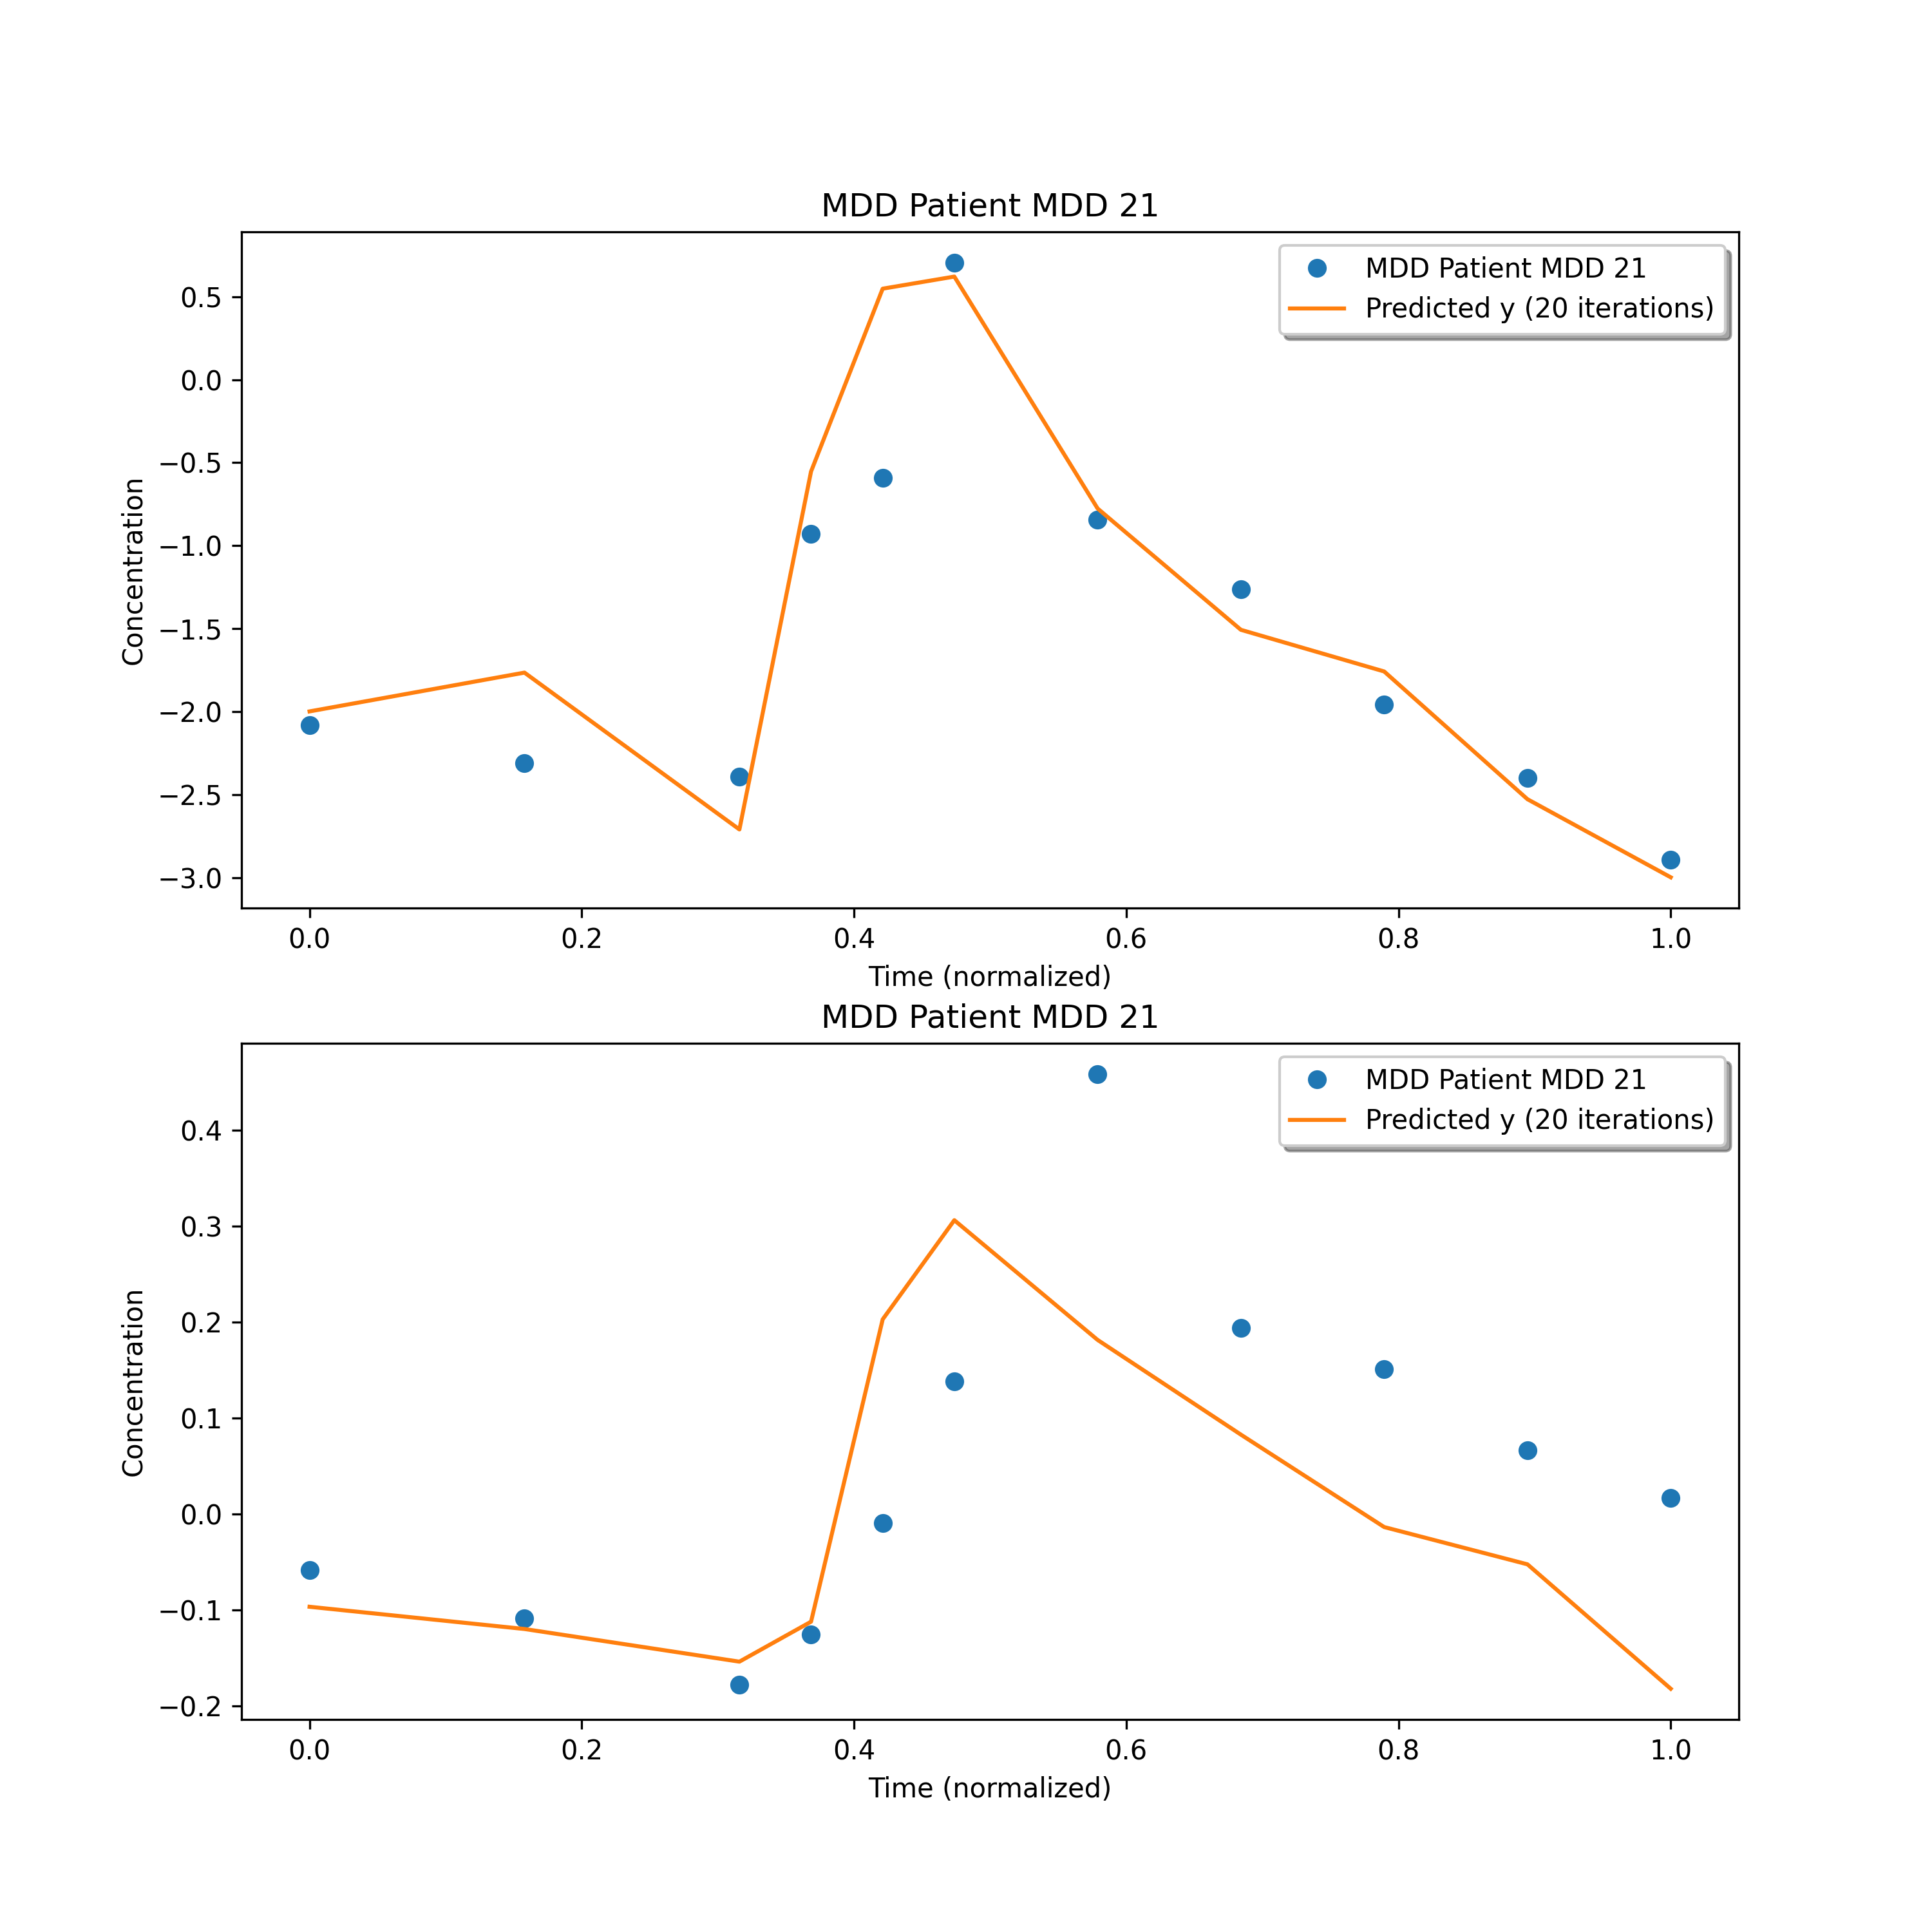 MDD Patient MDD 21
MDD Patient MDD 21
Predicted y (20 iterations)
0.5
0.0
−0.5
−1.0
−1.5
−2.0
−2.5
−3.0
Concentration
0.0 0.2 0.4 0.6 0.8 1.0
Time (normalized)
MDD Patient MDD 21
MDD Patient MDD 21
Predicted y (20 iterations)
0.4
0.3
0.2
0.1
0.0
−0.1
−0.2
Concentration
0.0 0.2 0.4 0.6 0.8 1.0
Time (normalized)